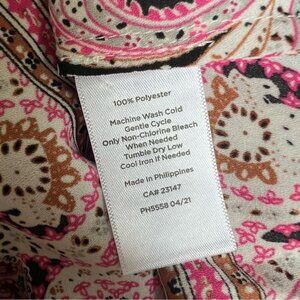 100% Polyester
Machine Wash Cold
Gentle Cycle
Only Non-Chlorine Bleach
When Needed
Tumble Dry Low
Cool Iron if Needed
Made in Philippines
CA# 23147
PH5558 04/21